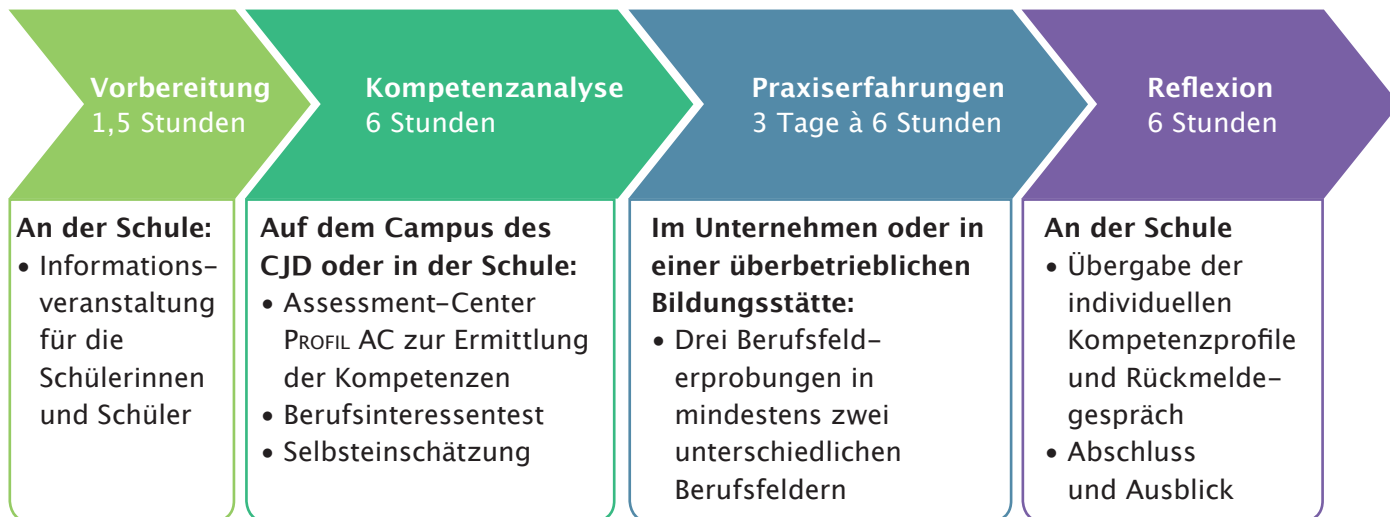 Vorbereitung
1,5 Stunden
Kompetenzanalyse
6 Stunden
Praxiserfahrungen
3 Tage à 6 Stunden
Reflexion
6 Stunden
An der Schule:
• Informations-
veranstaltung
für die
Schülerinnen
und Schüler
Auf dem Campus des
CJD oder in der Schule:
• Assessment-Center
PROFIL AC zur Ermittlung
der Kompetenzen
• Berufsinteressentest
• Selbsteinschätzung
Im Unternehmen oder in
einer überbetrieblichen
Bildungsstätte:
• Drei Berufsfeld-
erprobungen in
mindestens zwei
unterschiedlichen
Berufsfeldern
An der Schule
• Übergabe der
individuellen
Kompetenzprofile
und Rückmelde-
gespräch
• Abschluss
und Ausblick